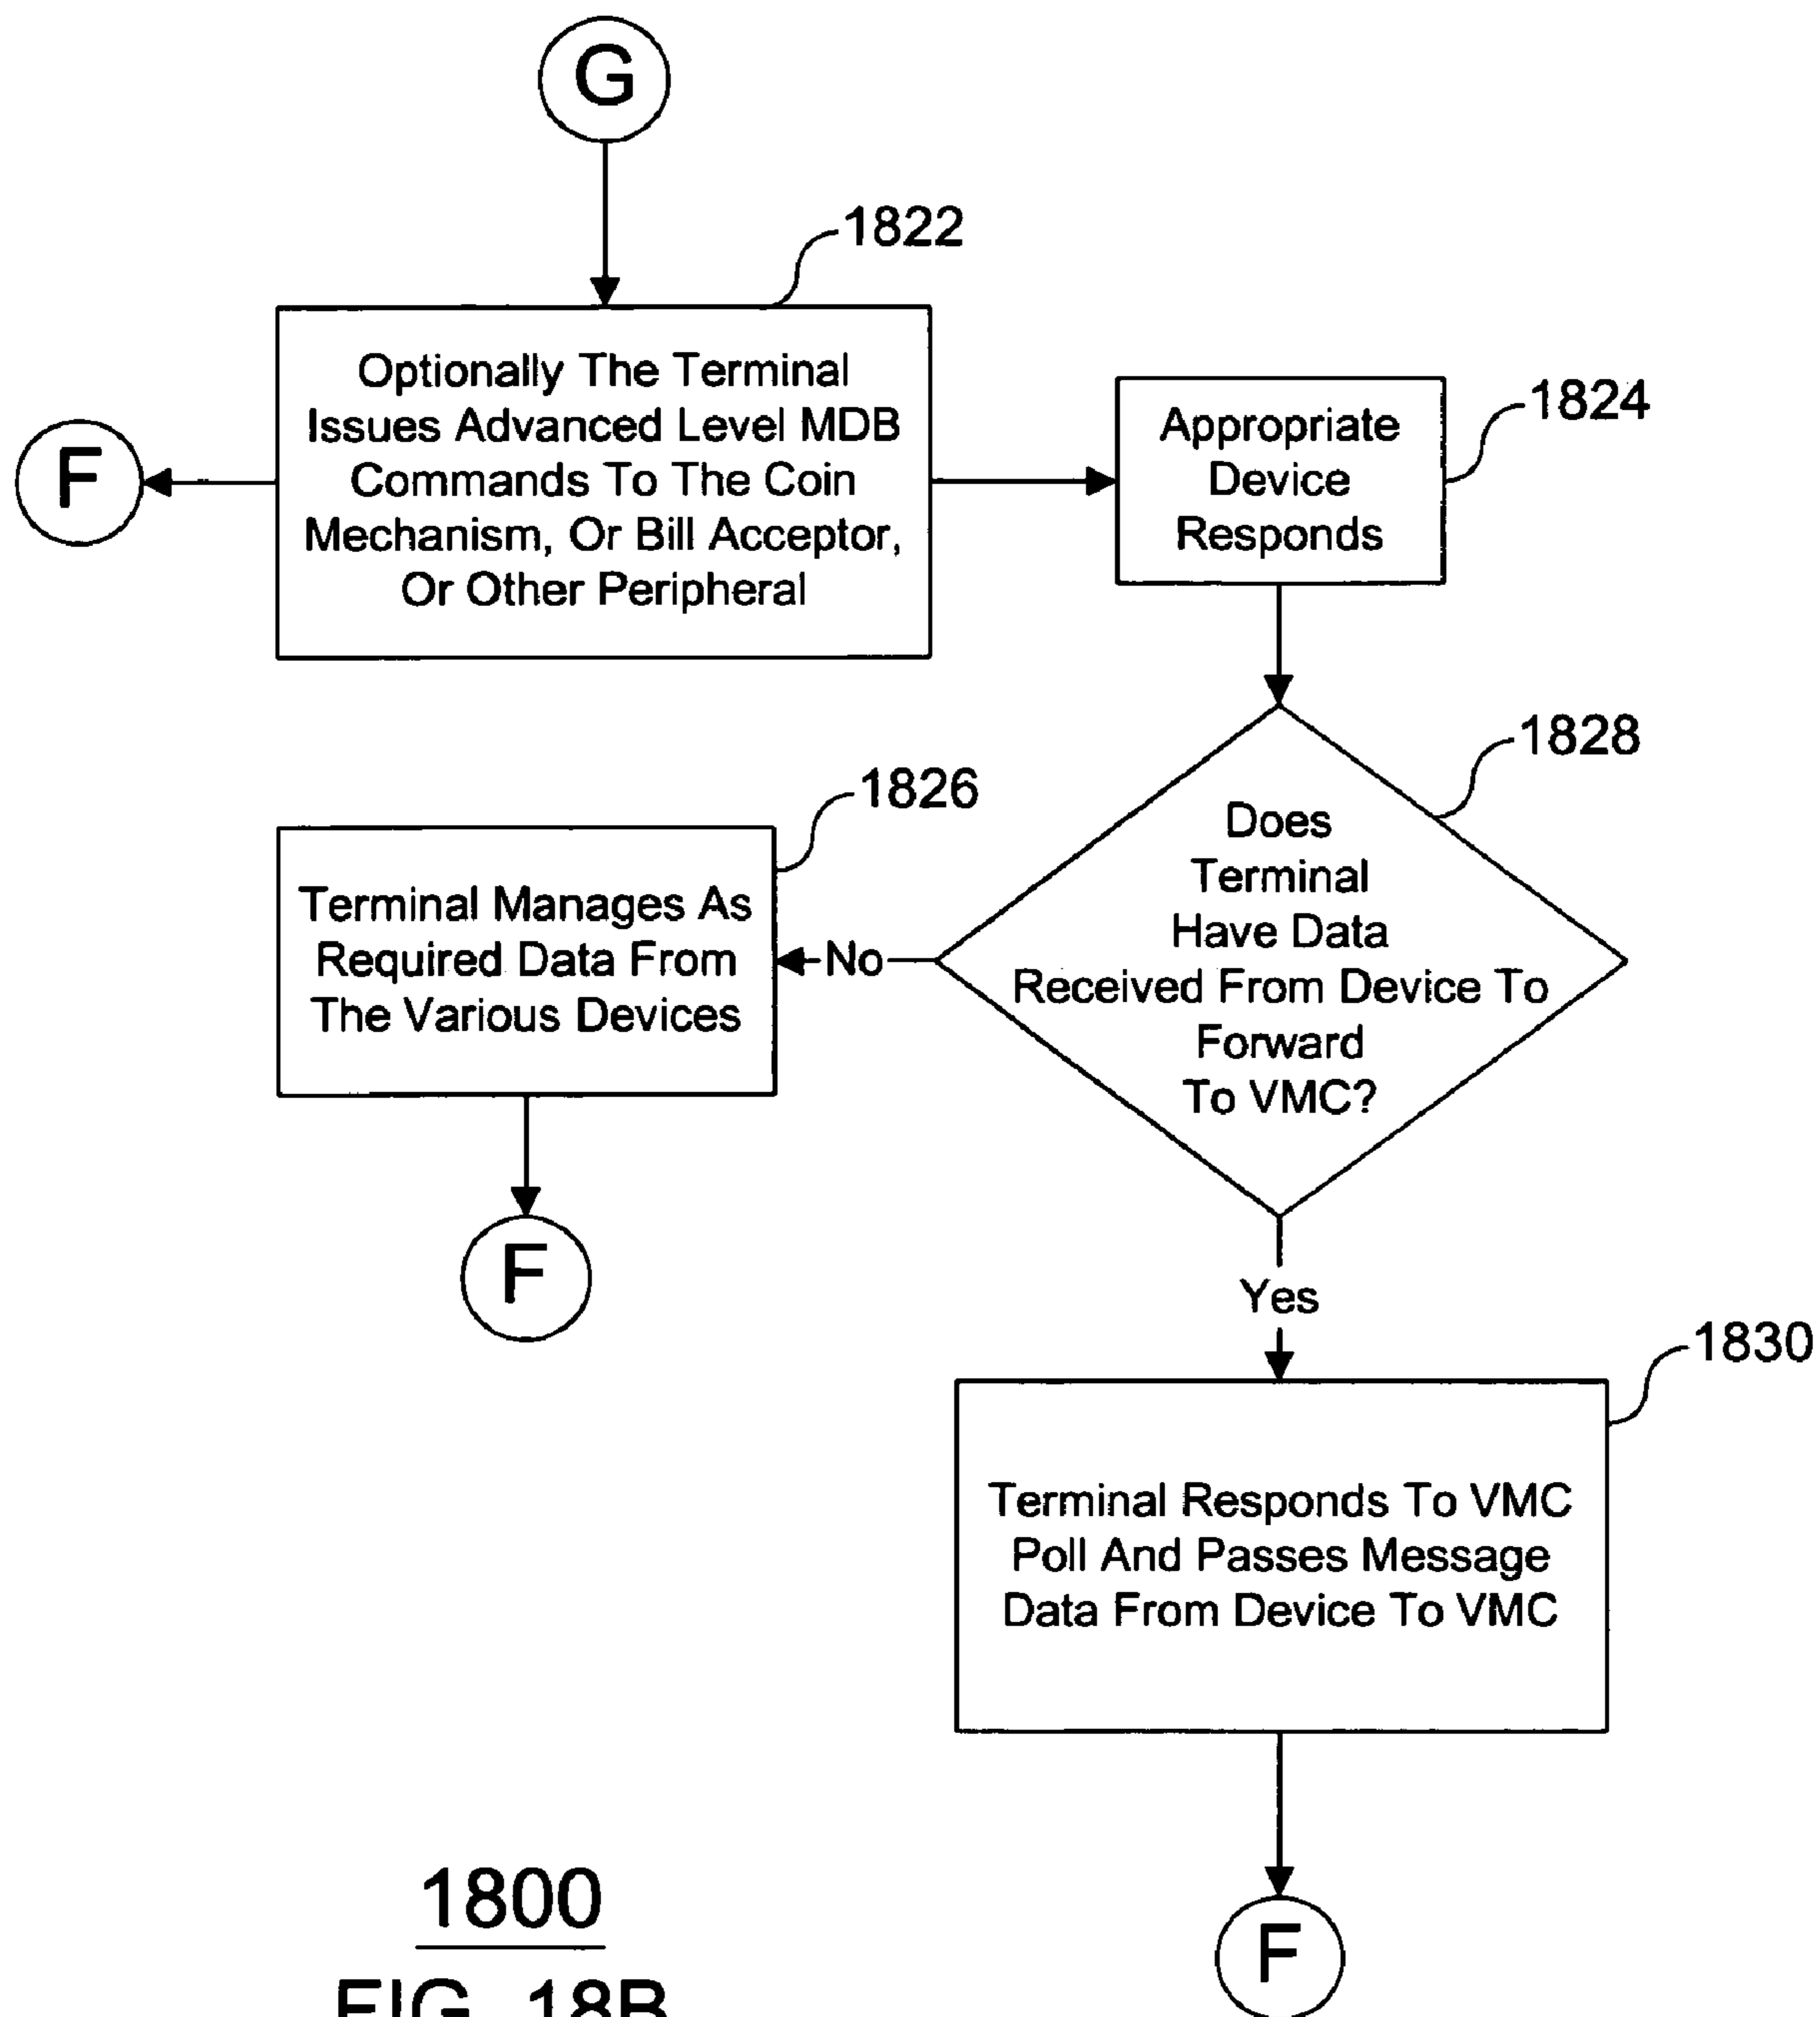 G
1822
Optionally The Terminal
Issues Advanced Level MDB
Commands To The Coin
Mechanism, Or Bill Acceptor,
Or Other Peripheral
F
1824
Appropriate
Device
Responds
1828
Does
Terminal
Have Data
Received From Device To
Forward
To VMC?
No
1826
Terminal Manages As
Required Data From
The Various Devices
F
Yes
1830
Terminal Responds To VMC
Poll And Passes Message
Data From Device To VMC
F
1800
FIG. 18B